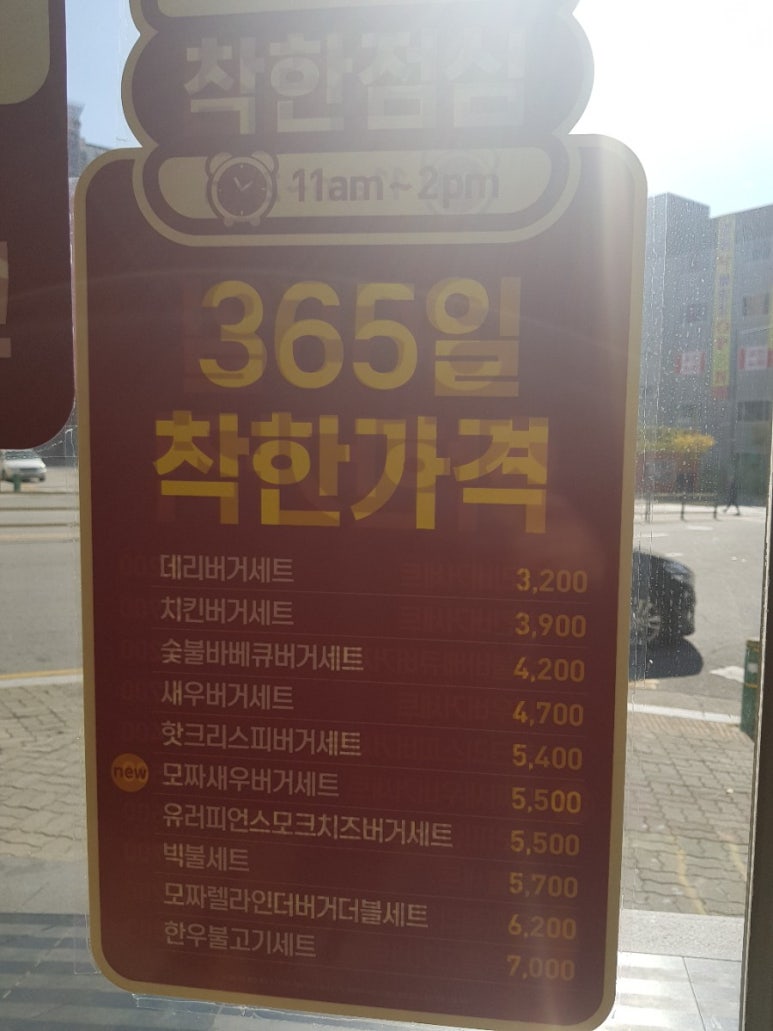 착한점심
11am~2pm
365일
착한가격
데리버거세트 3,200
치킨버거세트 3,900
숯불바베큐버거세트 4,200
새우버거세트 4,700
핫크리스피버거세트 5,400
new 모짜새우버거세트 5,500
유러피언스모크치즈버거세트 5,500
빅불세트 5,700
모짜렐라인더버거더블세트 6,200
한우불고기세트 7,000